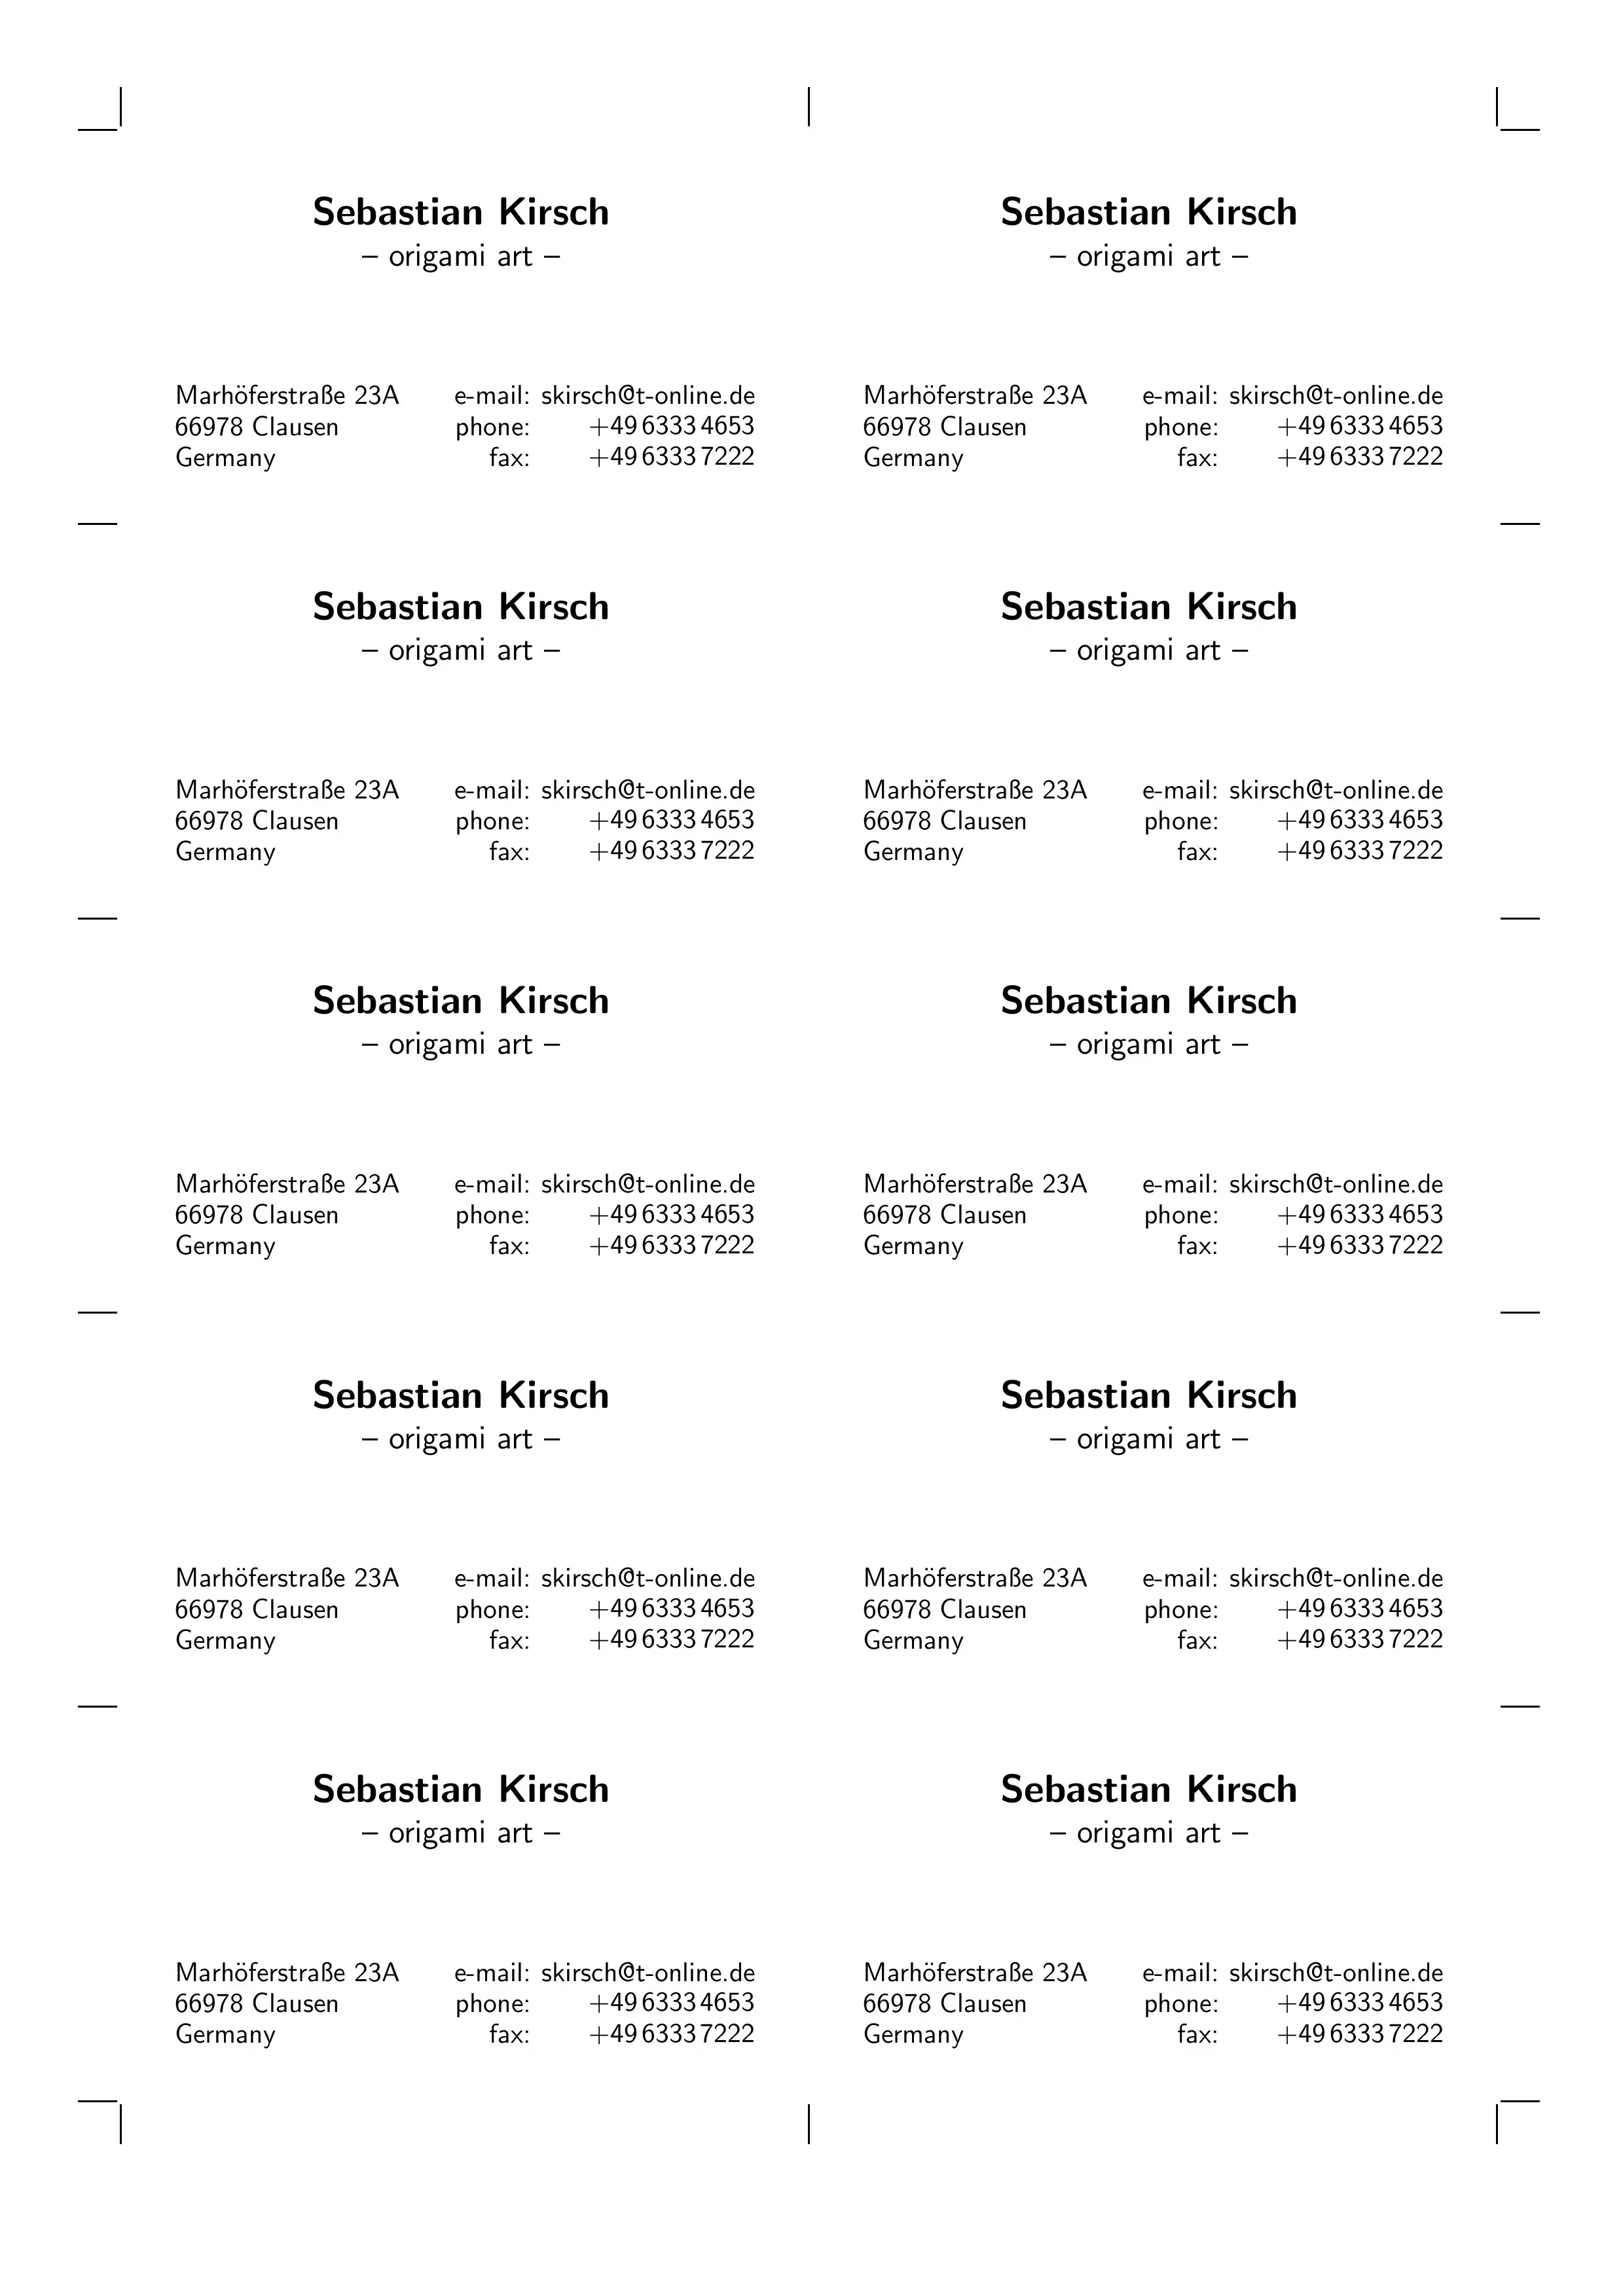 Sebastian Kirsch Sebastian Kirsch
– origami art – – origami art –
Marhöferstraße 23A e-mail: skirsch@t-online.de Marhöferstraße 23A e-mail: skirsch@t-online.de
66978 Clausen phone: +49 6333 4653 66978 Clausen phone: +49 6333 4653
Germany fax: +49 6333 7222 Germany fax: +49 6333 7222
Sebastian Kirsch Sebastian Kirsch
– origami art – – origami art –
Marhöferstraße 23A e-mail: skirsch@t-online.de Marhöferstraße 23A e-mail: skirsch@t-online.de
66978 Clausen phone: +49 6333 4653 66978 Clausen phone: +49 6333 4653
Germany fax: +49 6333 7222 Germany fax: +49 6333 7222
Sebastian Kirsch Sebastian Kirsch
– origami art – – origami art –
Marhöferstraße 23A e-mail: skirsch@t-online.de Marhöferstraße 23A e-mail: skirsch@t-online.de
66978 Clausen phone: +49 6333 4653 66978 Clausen phone: +49 6333 4653
Germany fax: +49 6333 7222 Germany fax: +49 6333 7222
Sebastian Kirsch Sebastian Kirsch
– origami art – – origami art –
Marhöferstraße 23A e-mail: skirsch@t-online.de Marhöferstraße 23A e-mail: skirsch@t-online.de
66978 Clausen phone: +49 6333 4653 66978 Clausen phone: +49 6333 4653
Germany fax: +49 6333 7222 Germany fax: +49 6333 7222
Sebastian Kirsch Sebastian Kirsch
– origami art – – origami art –
Marhöferstraße 23A e-mail: skirsch@t-online.de Marhöferstraße 23A e-mail: skirsch@t-online.de
66978 Clausen phone: +49 6333 4653 66978 Clausen phone: +49 6333 4653
Germany fax: +49 6333 7222 Germany fax: +49 6333 7222